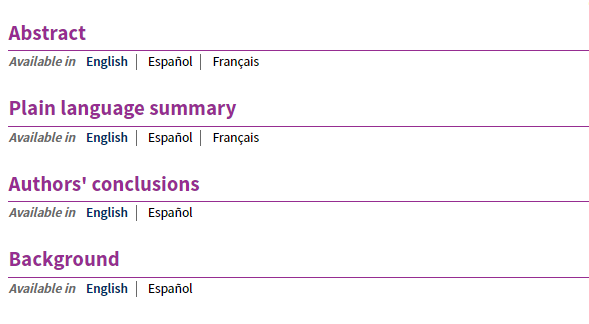 Abstract
Available in English Español Français
Plain language summary
Available in English Español Français
Authors' conclusions
Available in English Español
Background
Available in English Español